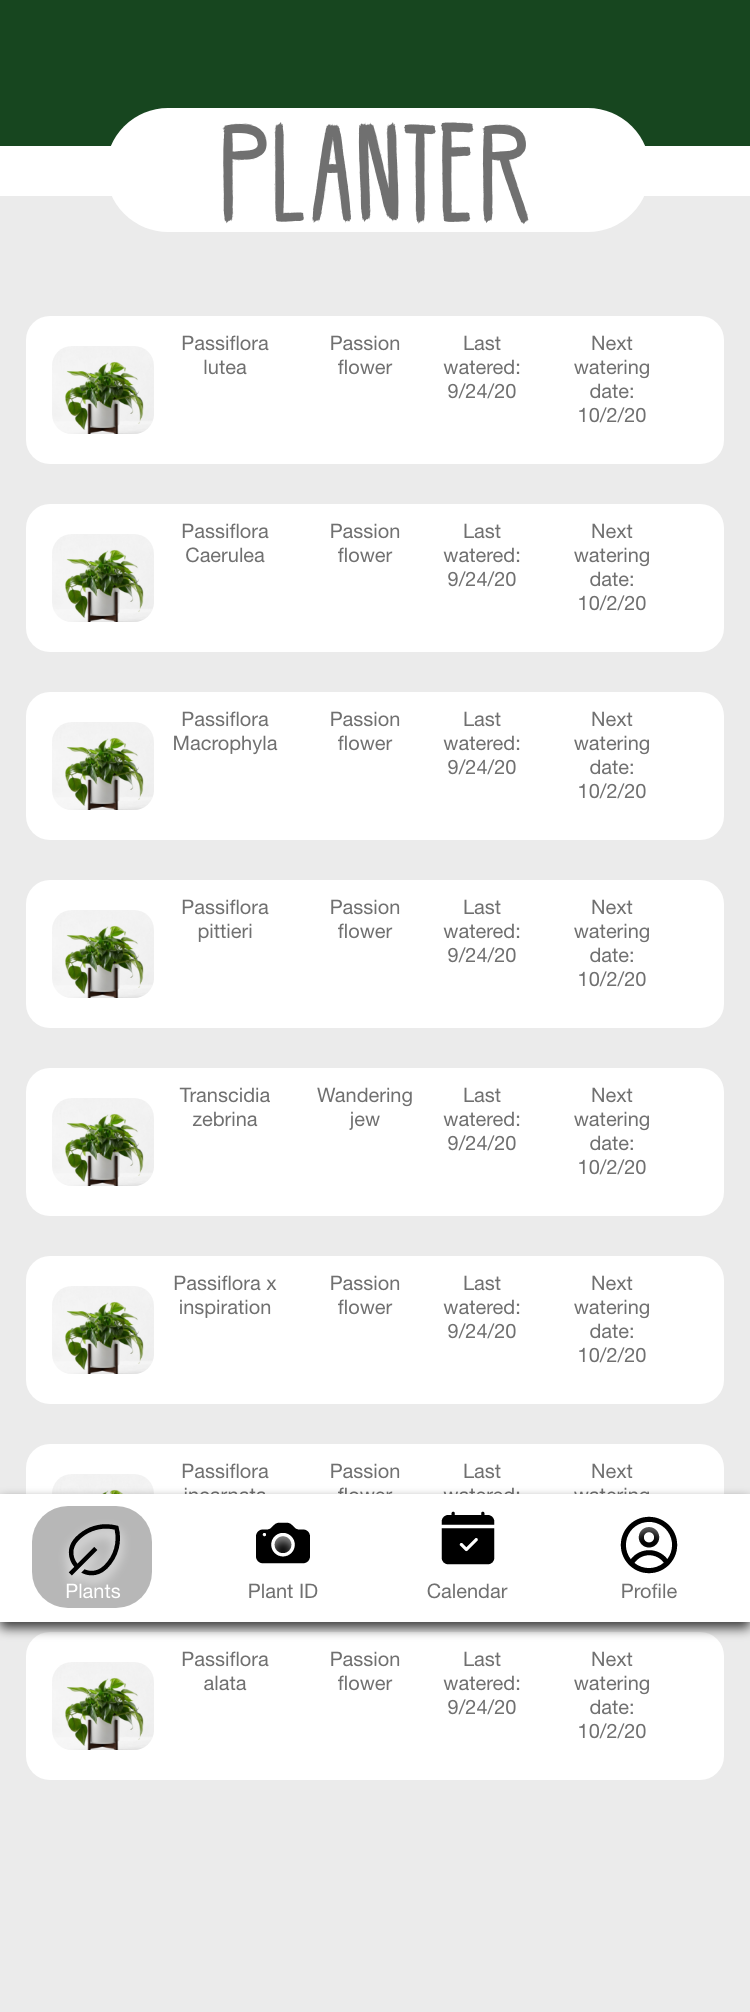 PLANTER
Passiflora
lutea
Passion
flower
Last
watered:
9/24/20
Next
watering
date:
10/2/20
Passiflora
Caerulea
Passion
flower
Last
watered:
9/24/20
Next
watering
date:
10/2/20
Passiflora
Macrophyla
Passion
flower
Last
watered:
9/24/20
Next
watering
date:
10/2/20
Passiflora
pittieri
Passion
flower
Last
watered:
9/24/20
Next
watering
date:
10/2/20
Transcidia
zebrina
Wandering
jew
Last
watered:
9/24/20
Next
watering
date:
10/2/20
Passiflora x
inspiration
Passion
flower
Last
watered:
9/24/20
Next
watering
date:
10/2/20
Passiflora
Passion
flower
Last
watered:
Next
watering
Plants
Plant ID
Calendar
Profile
Passiflora
alata
Passion
flower
Last
watered:
9/24/20
Next
watering
date:
10/2/20